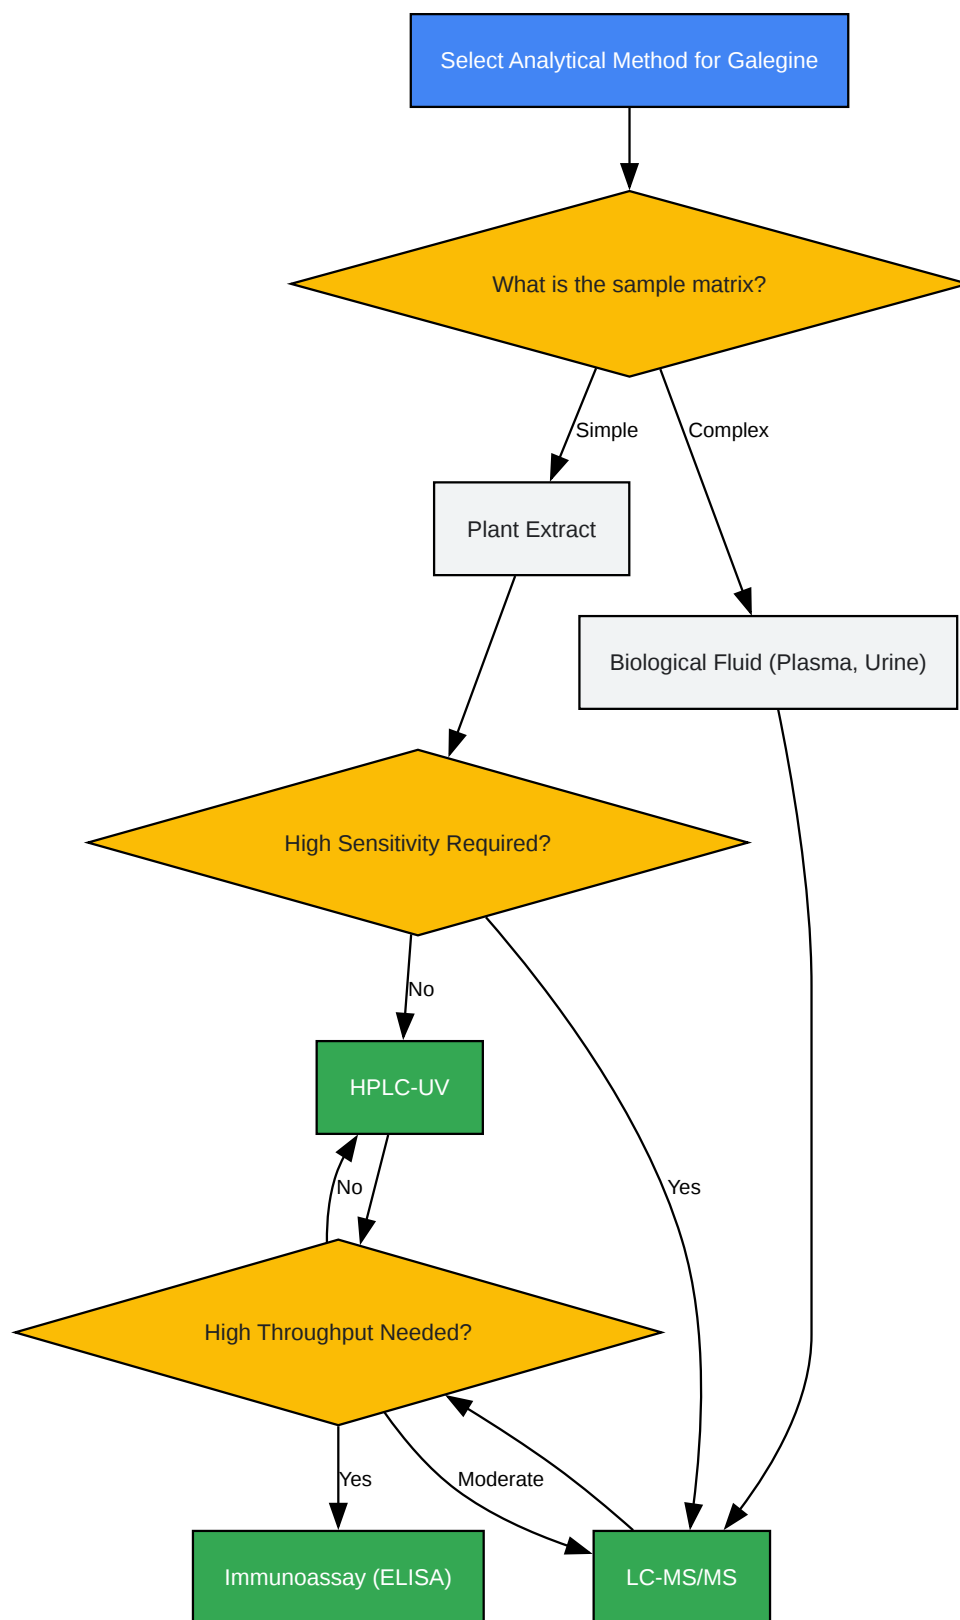 Select Analytical Method for Galegine
What is the sample matrix?
Simple
Complex
Plant Extract
Biological Fluid (Plasma, Urine)
High Sensitivity Required?
No
HPLC-UV
No
Yes
High Throughput Needed?
Yes
Moderate
Immunoassay (ELISA)
LC-MS/MS